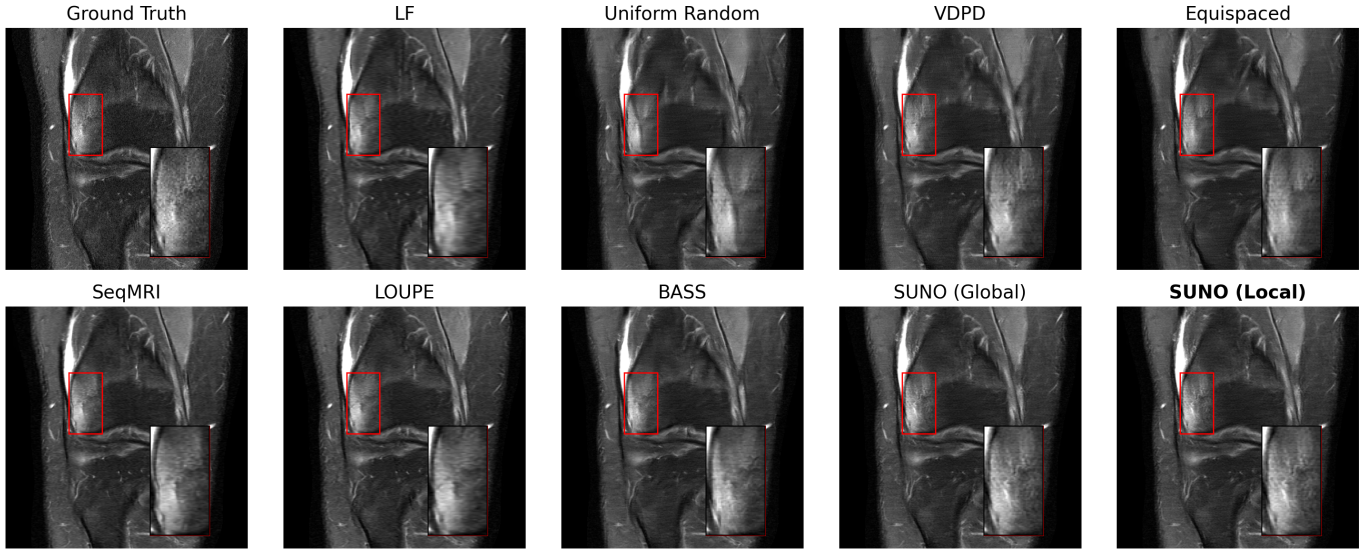 Ground Truth
LF
Uniform Random
VDPD
Equispaced
SeqMRI
LOUPE
BASS
SUNO (Global)
SUNO (Local)